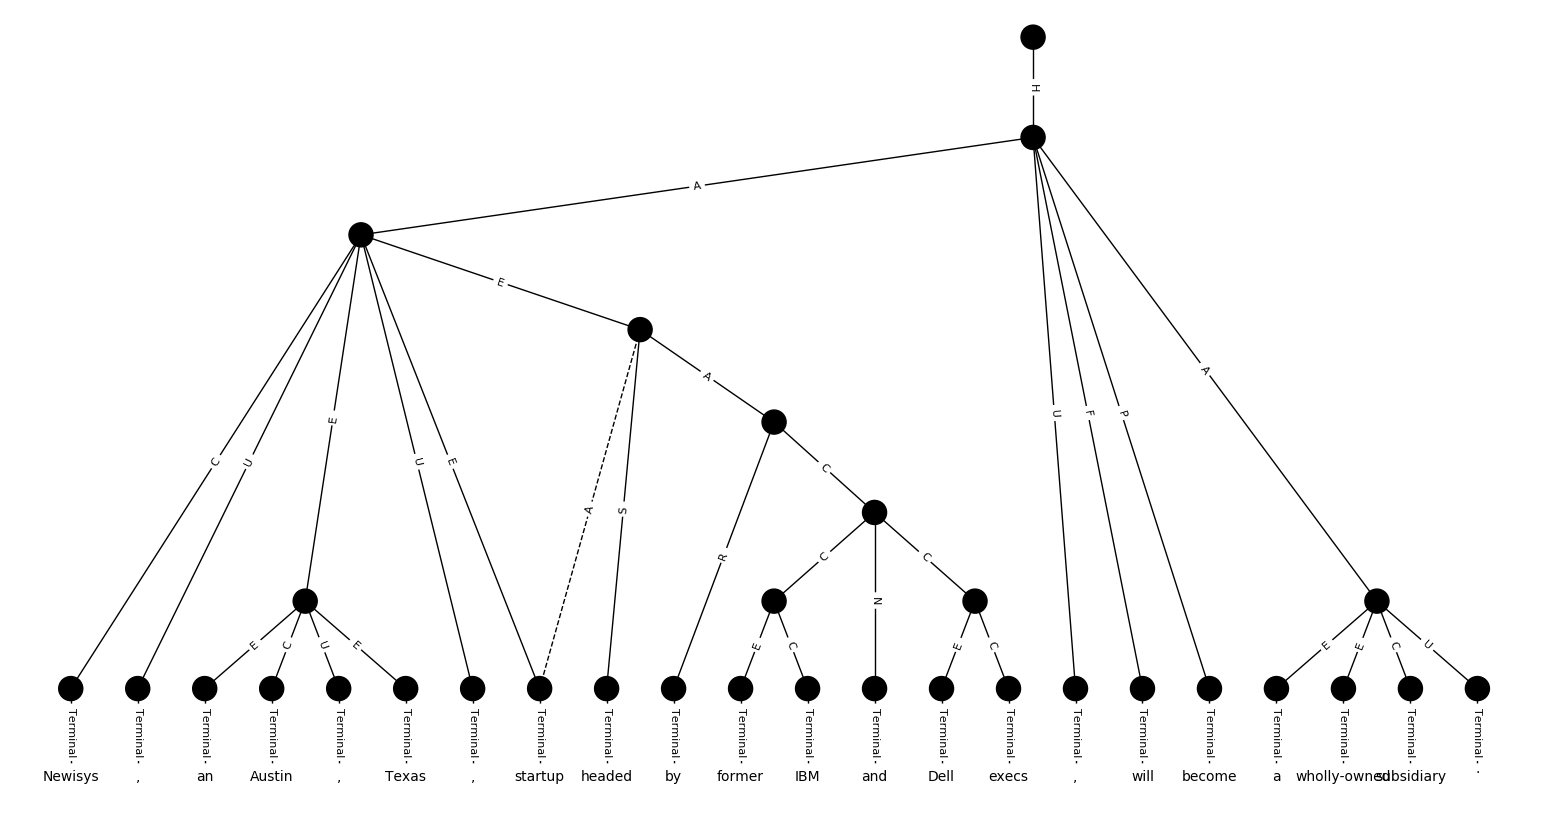 H
A
E
A
A
E
C
U
E
U
E
C
U
F
P
A
S
R
C
C
N
C
E
C
U
E
E
C
E
C
E
E
C
U
Terminal Terminal Terminal Terminal Terminal Terminal Terminal Terminal Terminal Terminal Terminal Terminal Terminal Terminal Terminal Terminal Terminal Terminal Terminal Terminal Terminal Terminal
Newisys , an Austin , Texas , startup headed by former IBM and Dell execs , will become a wholly-owned subsidiary .